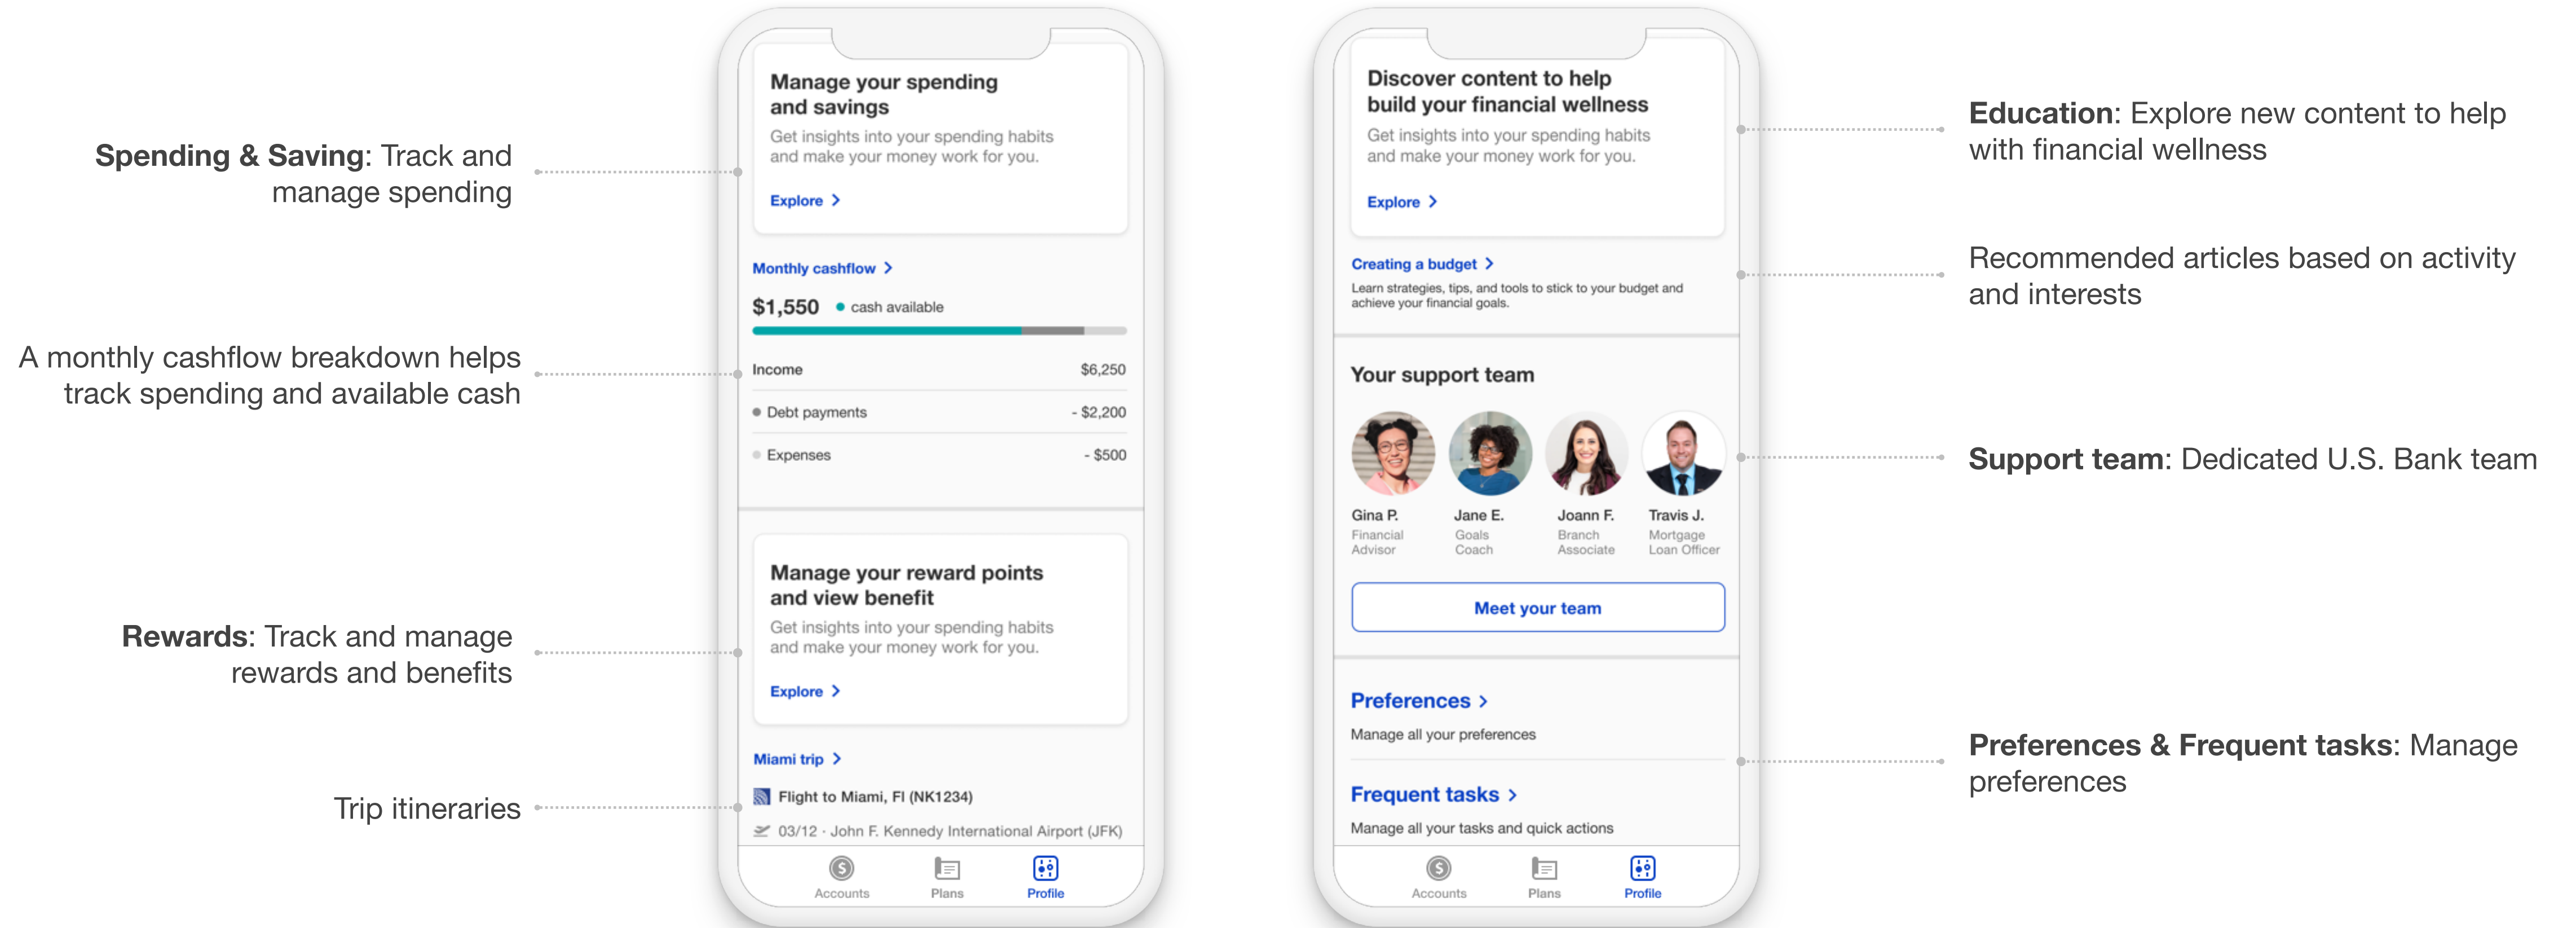 Spending & Saving: Track and
manage spending
A monthly cashflow breakdown helps
track spending and available cash
Rewards: Track and manage
rewards and benefits
Trip itineraries
Manage your spending
and savings
Get insights into your spending habits
and make your money work for you.
Explore
Monthly cashflow
$1,550 cash available
Income $6,250
Debt payments - $2,200
Expenses - $500
Manage your reward points
and view benefit
Get insights into your spending habits
and make your money work for you.
Explore
Miami trip
Flight to Miami, Fl (NK1234)
03/12 · John F. Kennedy International Airport (JFK)
Accounts Plans Profile
Discover content to help
build your financial wellness
Get insights into your spending habits
and make your money work for you.
Explore
Creating a budget
Learn strategies, tips, and tools to stick to your budget and
achieve your financial goals.
Your support team
Gina P. Jane E. Joann F. Travis J.
Financial Goals Branch Mortgage
Advisor Coach Associate Loan Officer
Meet your team
Preferences
Manage all your preferences
Frequent tasks
Manage all your tasks and quick actions
Accounts Plans Profile
Education: Explore new content to help
with financial wellness
Recommended articles based on activity
and interests
Support team: Dedicated U.S. Bank team
Preferences & Frequent tasks: Manage
preferences